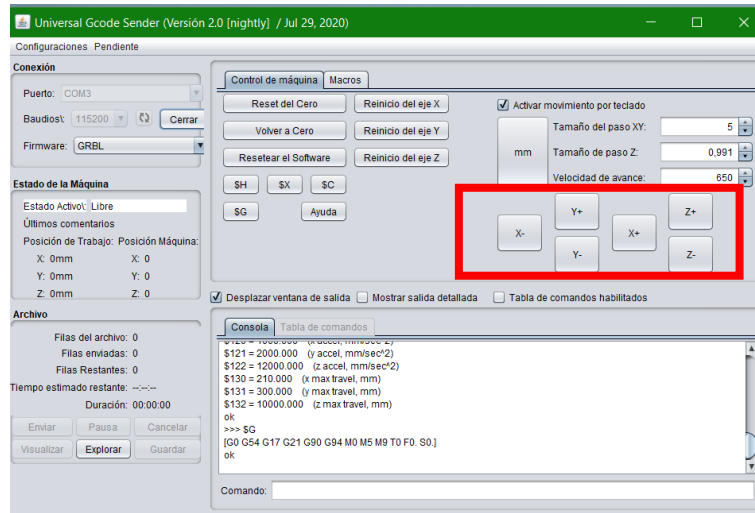 Universal Gcode Sender (Versión 2.0 [nightly] / Jul 29, 2020)
Configuraciones Pendiente
Conexión
Puerto: COM3
Baudios\: 115200 Cerrar
Firmware: GRBL
Estado de la Máquina
Estado Activo\: Libre
Últimos comentarios
Posición de Trabajo: Posición Máquina:
X: 0mm X: 0
Y: 0mm Y: 0
Z: 0mm Z: 0
Archivo
Filas del archivo: 0
Filas enviadas: 0
Filas Restantes: 0
Tiempo estimado restante: --:--:--
Duración: 00:00:00
Enviar Pausa Cancelar
Visualizar Explorar Guardar
Control de máquina Macros
Reset del Cero Reinicio del eje X
Volver a Cero Reinicio del eje Y
Resetear el Software Reinicio del eje Z
$H $X $C
$G Ayuda
Activar movimiento por teclado
mm
Tamaño del paso XY: 5
Tamaño de paso Z: 0,991
Velocidad de avance: 650
X- Y+ Y- X+ Z+ Z-
Desplazar ventana de salida Mostrar salida detallada Tabla de comandos habilitados
Consola Tabla de comandos
$121 = 2000.000 (y accel, mm/sec^2)
$122 = 12000.000 (z accel, mm/sec^2)
$130 = 210.000 (x max travel, mm)
$131 = 300.000 (y max travel, mm)
$132 = 10000.000 (z max travel, mm)
ok
>>> $G
[G0 G54 G17 G21 G90 G94 M0 M5 M9 T0 F0. S0.]
ok
Comando: